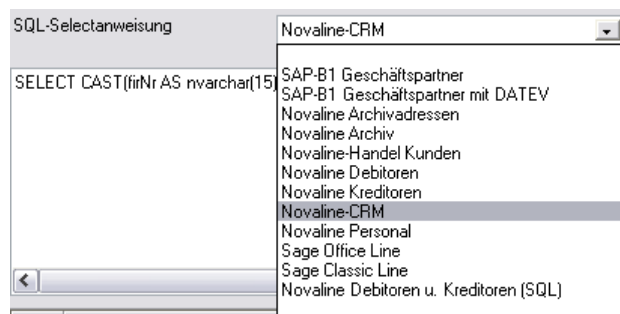 SQL-Selectanweisung
Novaline-CRM
SELECT CAST(firNr AS nvarchar(15)
SAP-B1 Geschäftspartner
SAP-B1 Geschäftspartner mit DATEV
Novaline Archivadressen
Novaline Archiv
Novaline-Handel Kunden
Novaline Debitoren
Novaline Kreditoren
Novaline-CRM
Novaline Personal
Sage Office Line
Sage Classic Line
Novaline Debitoren u. Kreditoren (SQL)